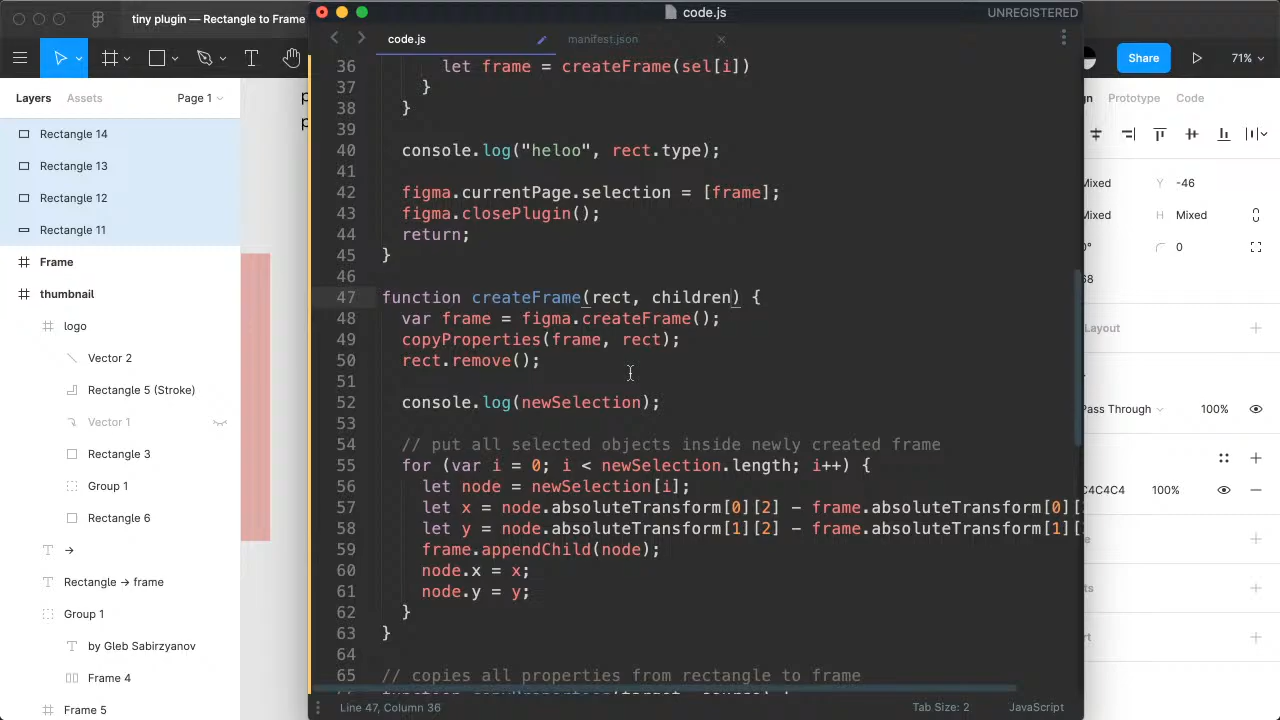 tiny plugin — Rectangle to Frame
code.js
UNREGISTERED
code.js
manifest.json
Share
71%
Layers
Assets
Page 1
Prototype
Code
Rectangle 14
Rectangle 13
Rectangle 12
Rectangle 11
Frame
thumbnail
logo
Vector 2
Rectangle 5 (Stroke)
Vector 1
Rectangle 3
Group 1
Rectangle 6
→
Rectangle → frame
Group 1
by Gleb Sabirzyanov
Frame 4
Frame 5
36 let frame = createFrame(sel[i])
37 }
38 }
39
40 console.log("heloo", rect.type);
41
42 figma.currentPage.selection = [frame];
43 figma.closePlugin();
44 return;
45 }
46
47 function createFrame(rect, children) {
48 var frame = figma.createFrame();
49 copyProperties(frame, rect);
50 rect.remove();
51
52 console.log(newSelection);
53
54 // put all selected objects inside newly created frame
55 for (var i = 0; i < newSelection.length; i++) {
56 let node = newSelection[i];
57 let x = node.absoluteTransform[0][2] - frame.absoluteTransform[0][
58 let y = node.absoluteTransform[1][2] - frame.absoluteTransform[1][
59 frame.appendChild(node);
60 node.x = x;
61 node.y = y;
62 }
63 }
64
65 // copies all properties from rectangle to frame
Line 47, Column 36
Tab Size: 2
JavaScript
Mixed
Y -46
Mixed
H Mixed
0
Layout
Pass Through
100%
C4C4C4
100%